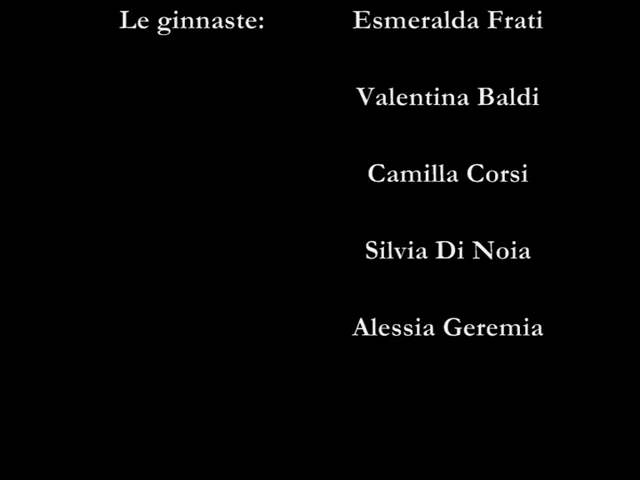 Le ginnaste: Esmeralda Frati
Valentina Baldi
Camilla Corsi
Silvia Di Noia
Alessia Geremia